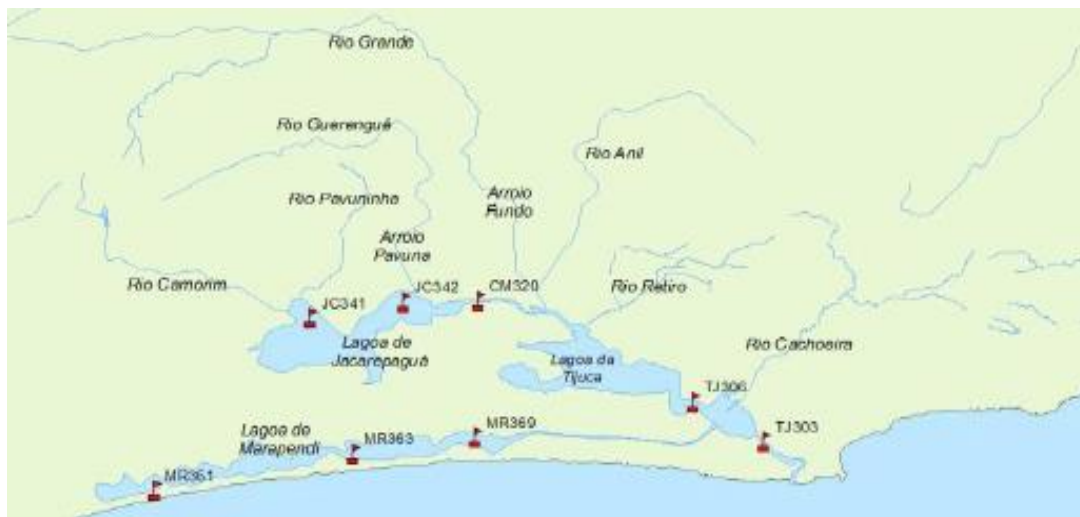 Rio Grande
Rio Guerenguê
Rio Anil
Rio Pavuninha
Arroio
Fundo
Arroio
Pavuna
Rio Camorim
JC341
JC342
CM320
Rio Retiro
Lagoa de
Jacarepaguá
Lagoa da
Tijuca
Rio Cachoeira
TJ306
TJ303
Lagoa de
Marapendi
MR361
MR363
MR369